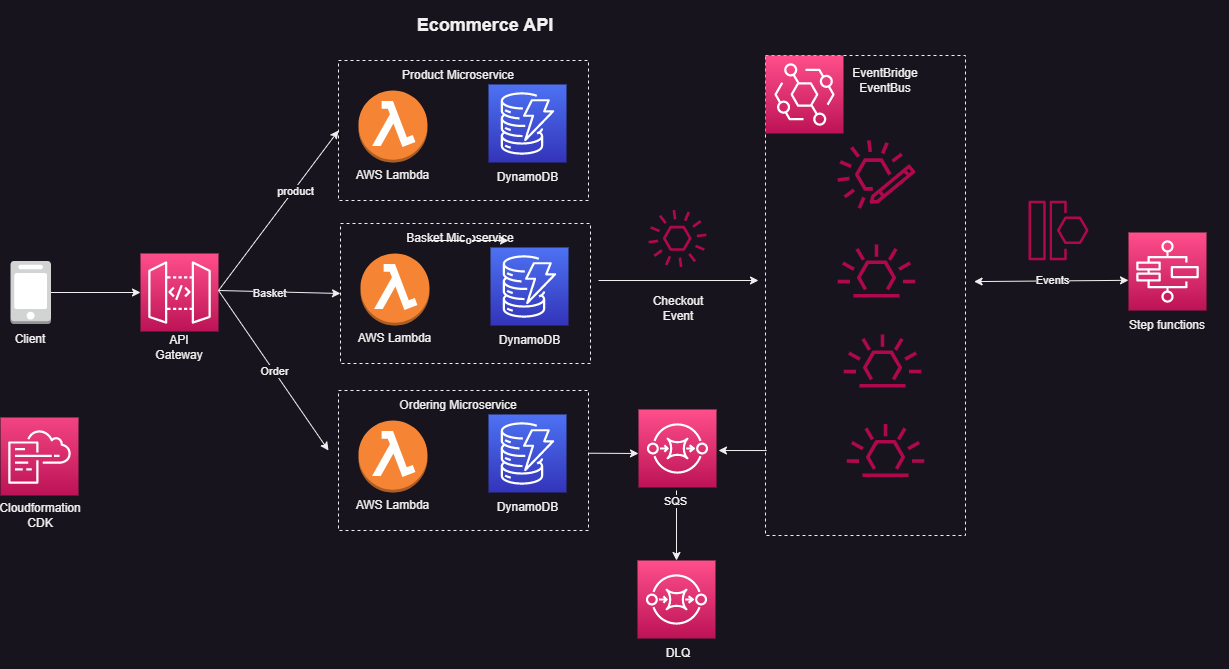 Ecommerce API
Product Microservice
AWS Lambda
DynamoDB
product
Basket Microservice
AWS Lambda
DynamoDB
Basket
Client
API
Gateway
Order
Ordering Microservice
AWS Lambda
DynamoDB
Cloudformation
CDK
Checkout
Event
EventBridge
EventBus
Events
Step functions
SQS
DLQ